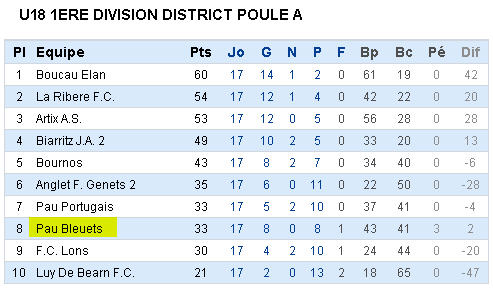 U18 1ERE DIVISION DISTRICT POULE A
Pl Equipe Pts Jo G N P F Bp Bc Pé Dif
1 Boucau Elan 60 17 14 1 2 0 61 19 0 42
2 La Ribere F.C. 54 17 12 1 4 0 42 22 0 20
3 Artix A.S. 53 17 12 0 5 0 56 28 0 28
4 Biarritz J.A. 2 49 17 10 2 5 0 33 20 0 13
5 Bournos 43 17 8 2 7 0 34 40 0 -6
6 Anglet F. Genets 2 35 17 6 0 11 0 22 50 0 -28
7 Pau Portugais 33 17 5 2 10 0 37 41 0 -4
8 Pau Bleuets 33 17 8 0 8 1 43 41 3 2
9 F.C. Lons 30 17 4 2 10 1 24 44 0 -20
10 Luy De Bearn F.C. 21 17 2 0 13 2 18 65 0 -47